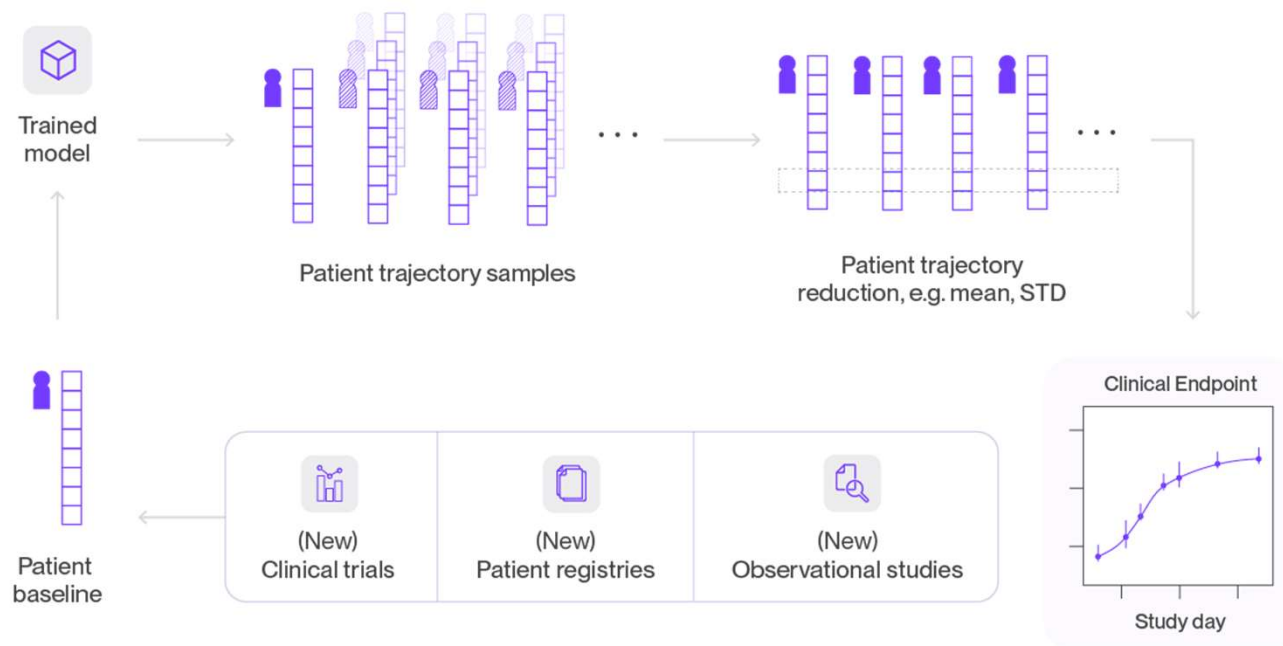 Trained
model
Patient trajectory samples
Patient trajectory
reduction, e.g. mean, STD
Clinical Endpoint
Study day
(New)
Clinical trials
(New)
Patient registries
(New)
Observational studies
Patient
baseline